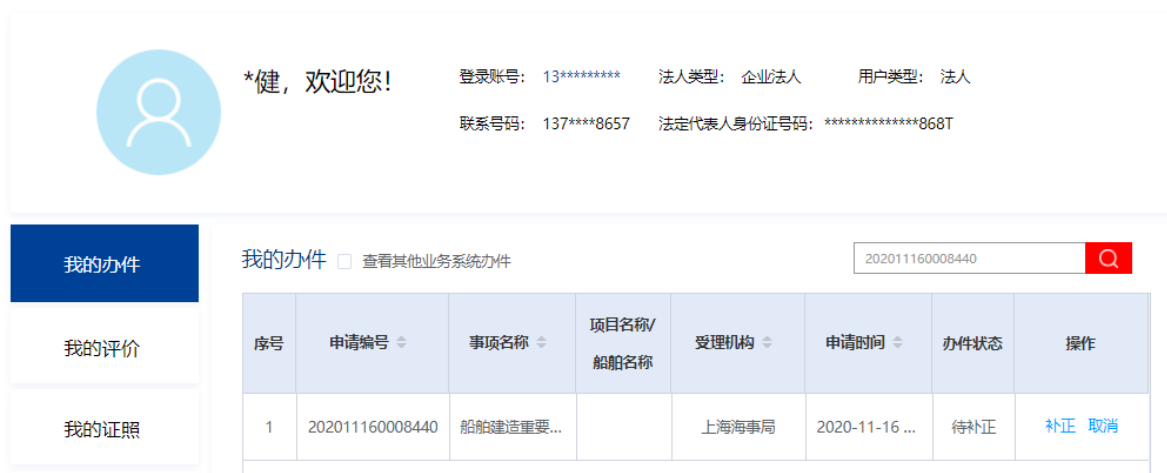 *健，欢迎您!
登录账号: 13********* 法人类型: 企业法人 用户类型: 法人
联系号码: 137****8657 法定代表人身份证号码: **************868T
我的办件
我的评价
我的证照
我的办件 查看其他业务系统办件 202011160008440
序号 申请编号 事项名称 项目名称/船舶名称 受理机构 申请时间 办件状态 操作
1 202011160008440 船舶建造重要... 上海海事局 2020-11-16 ... 待补正 补正 取消